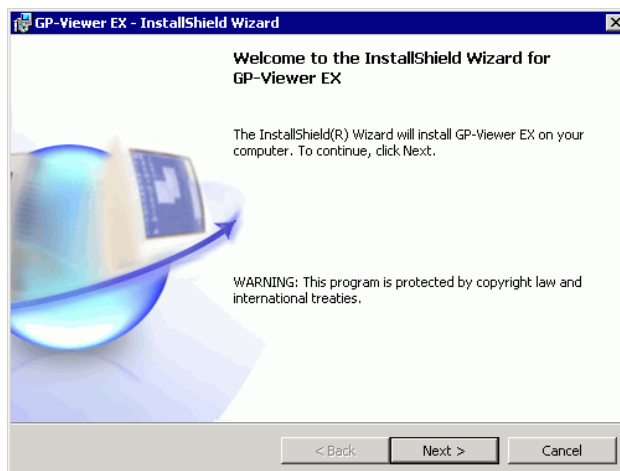 GP-Viewer EX - InstallShield Wizard
Welcome to the InstallShield Wizard for
GP-Viewer EX
The InstallShield(R) Wizard will install GP-Viewer EX on your
computer. To continue, click Next.
WARNING: This program is protected by copyright law and
international treaties.
< Back Next > Cancel